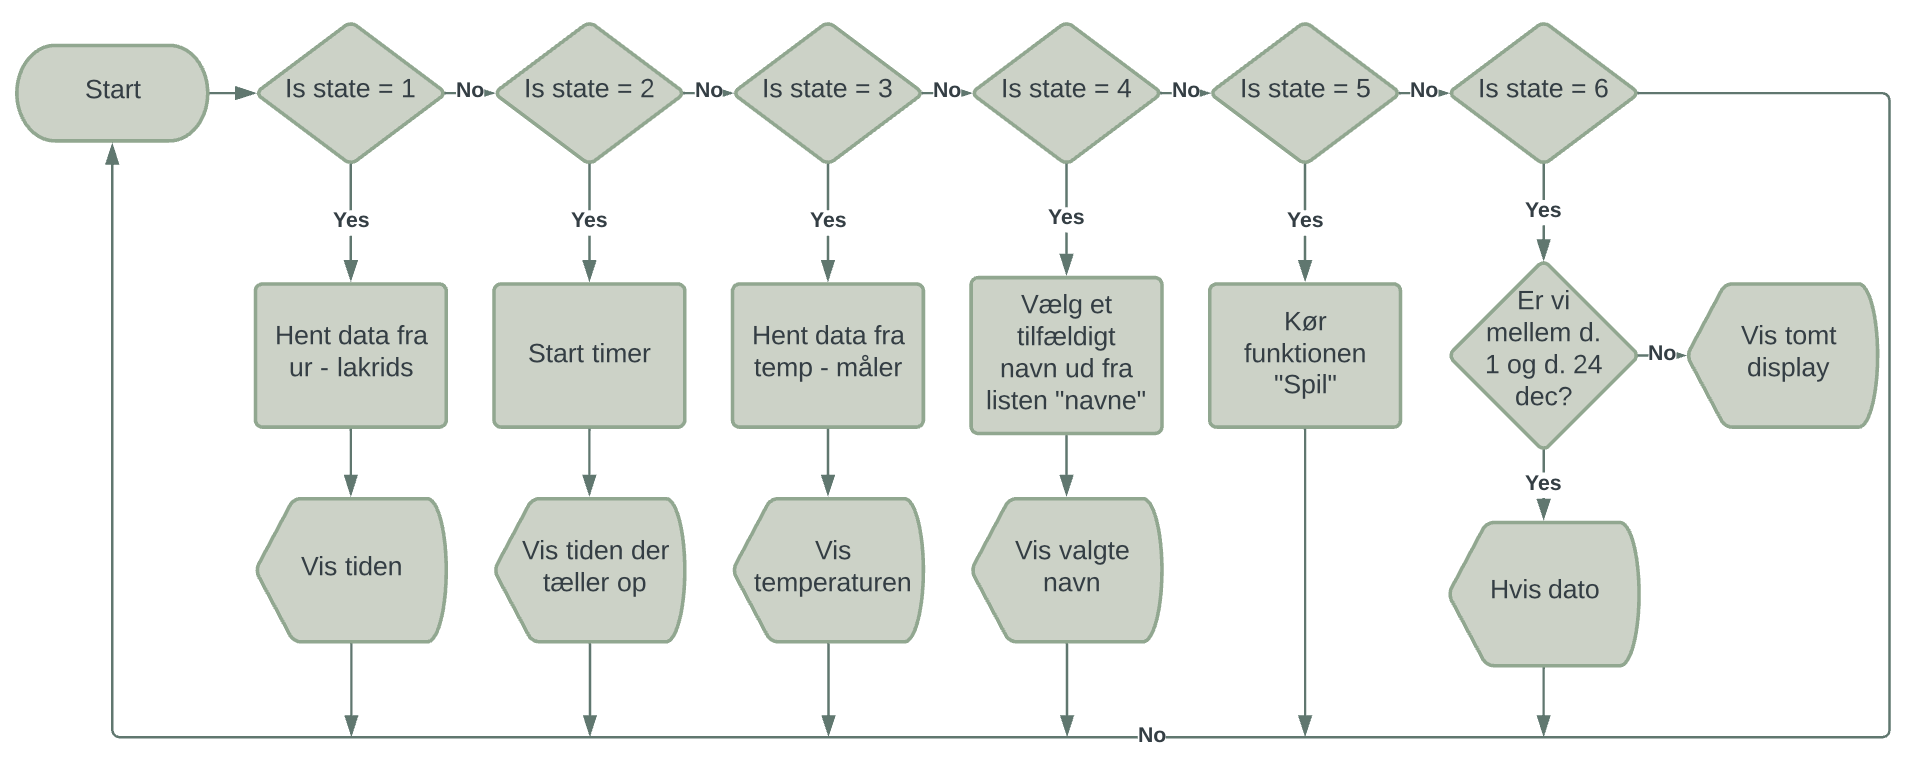 Start
Is state = 1
No
Is state = 2
No
Is state = 3
No
Is state = 4
No
Is state = 5
No
Is state = 6
Yes
Yes
Yes
Yes
Yes
Yes
Hent data fra
ur - lakrids
Start timer
Hent data fra
temp - måler
Vælg et
tilfældigt
navn ud fra
listen "navne"
Kør
funktionen
"Spil"
Er vi
mellem d.
1 og d. 24
dec?
No
Vis tomt
display
Yes
Vis tiden
Vis tiden der
tæller op
Vis
temperaturen
Vis valgte
navn
Hvis dato
No